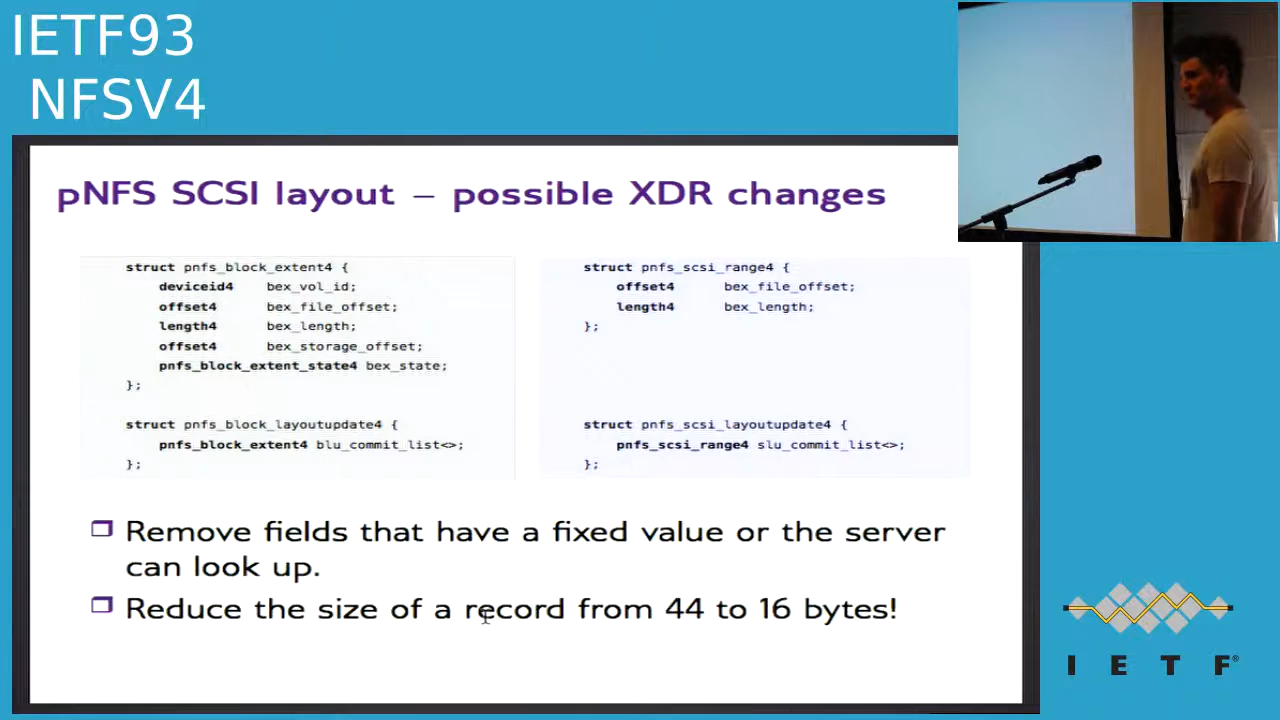 IETF93
NFSV4
pNFS SCSI layout – possible XDR changes
struct pnfs_block_extent4 {
deviceid4 bex_vol_id;
offset4 bex_file_offset;
length4 bex_length;
offset4 bex_storage_offset;
pnfs_block_extent_state4 bex_state;
};
struct pnfs_block_layoutupdate4 {
pnfs_block_extent4 blu_commit_list<>;
};
struct pnfs_scsi_range4 {
offset4 bex_file_offset;
length4 bex_length;
};
struct pnfs_scsi_layoutupdate4 {
pnfs_scsi_range4 slu_commit_list<>;
};
❐ Remove fields that have a fixed value or the server
can look up.
❐ Reduce the size of a record from 44 to 16 bytes!
I E T F®